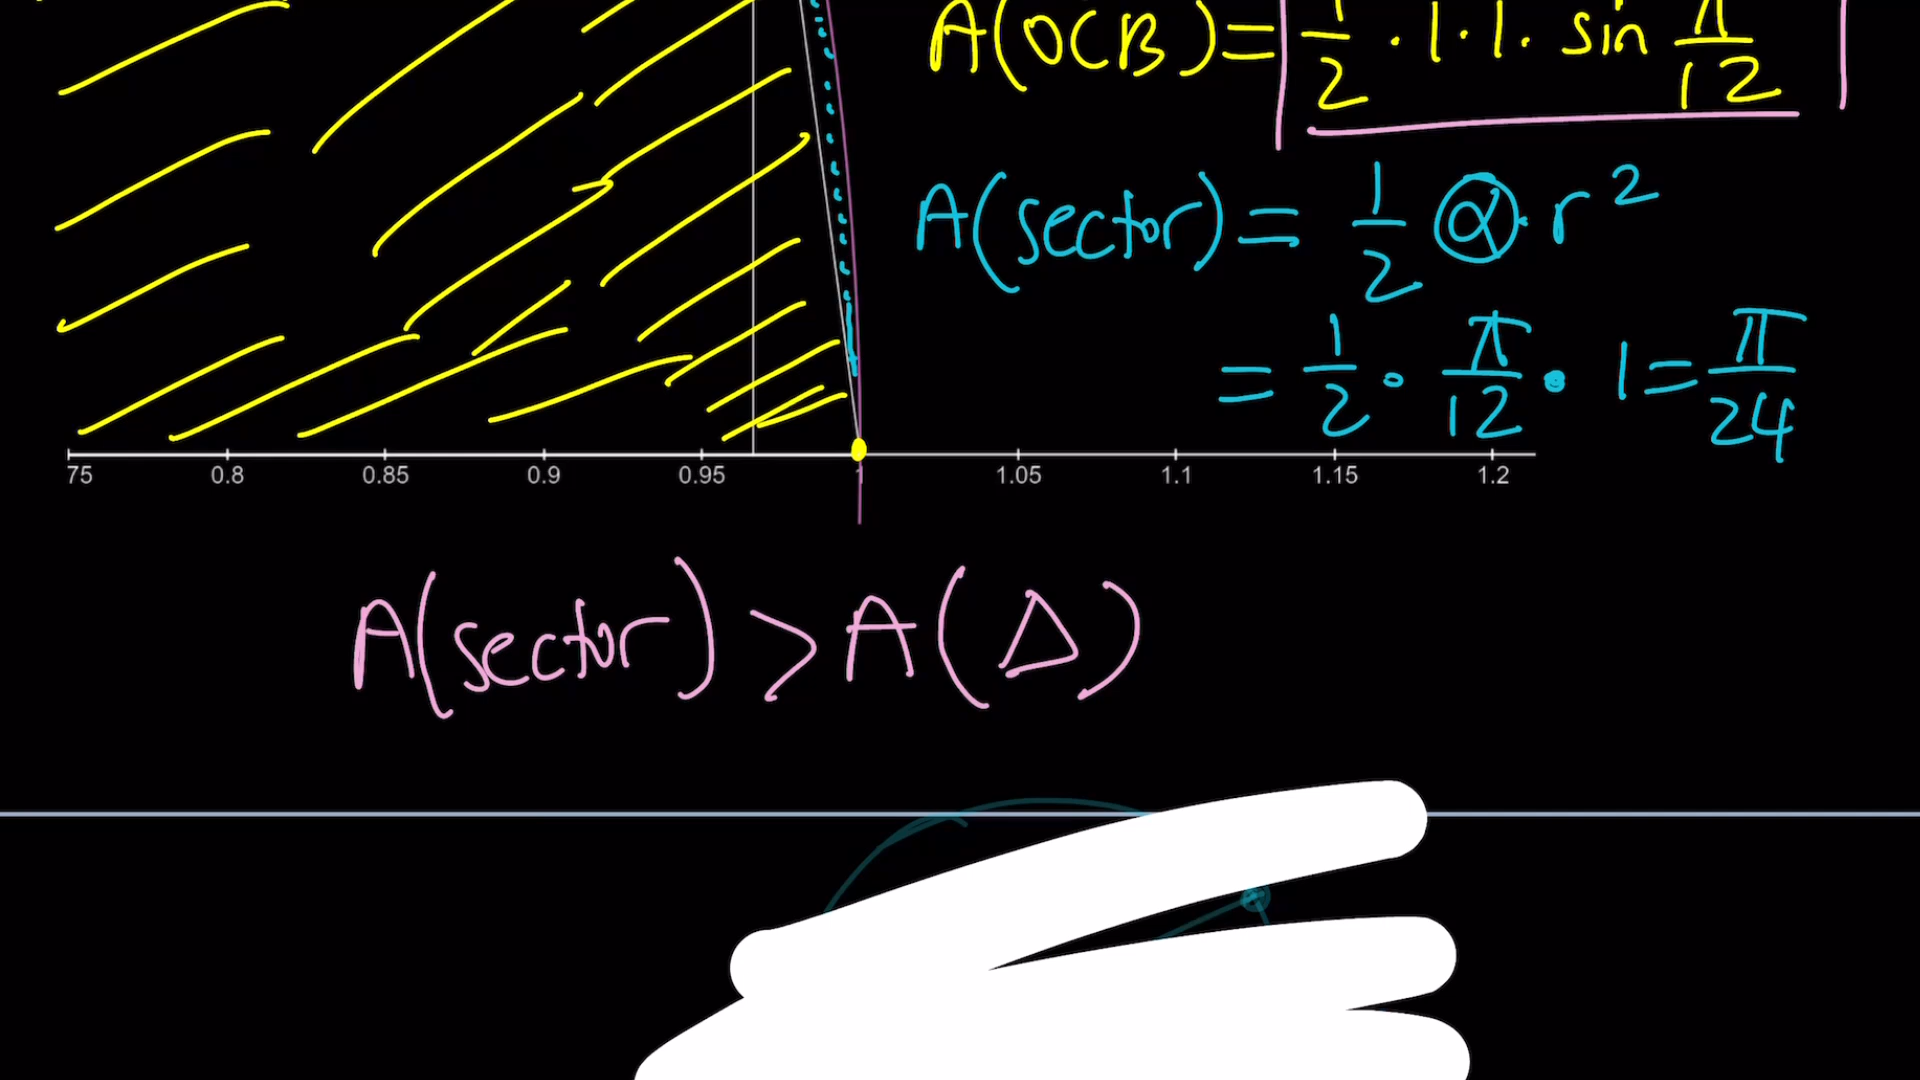 A(OCB) = 1/2 · 1 · 1 · sin π/12
A(sector) = 1/2 α · r²
= 1/2 · π/12 · 1 = π/24
75 0.8 0.85 0.9 0.95 1 1.05 1.1 1.15 1.2
A(sector) > A(Δ)